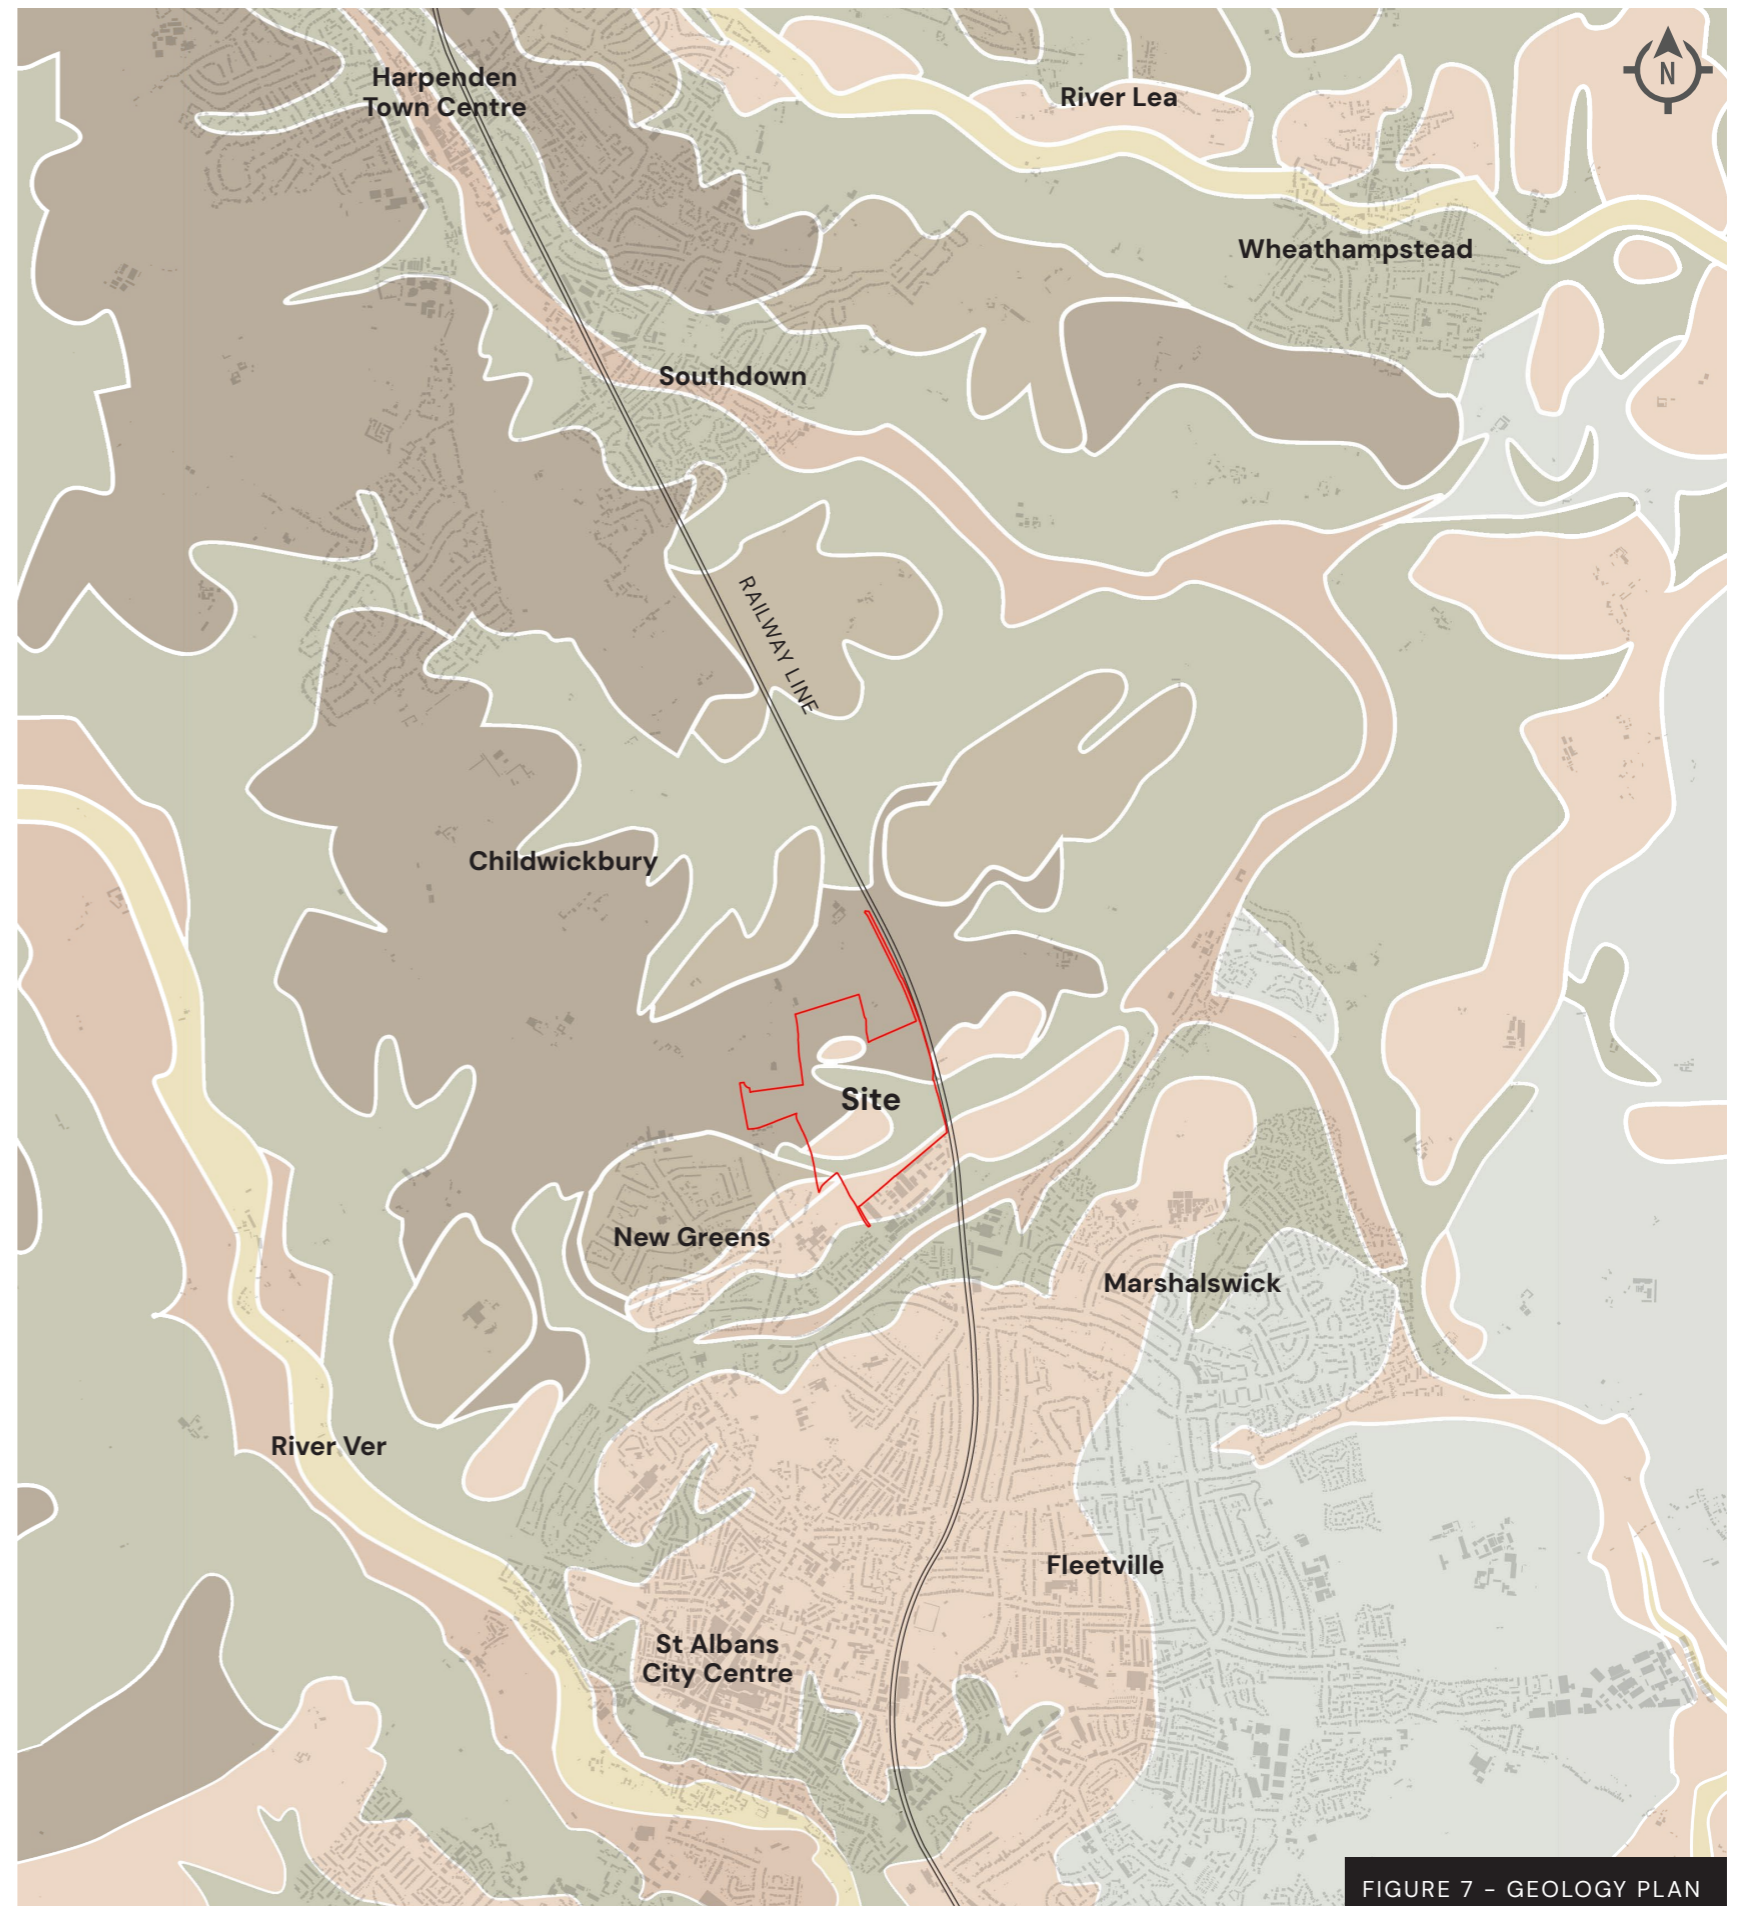 N
Harpenden
Town Centre
River Lea
Wheathampstead
Southdown
RAILWAY LINE
Childwickbury
Site
New Greens
Marshalswick
River Ver
Fleetville
St Albans
City Centre
FIGURE 7 - GEOLOGY PLAN